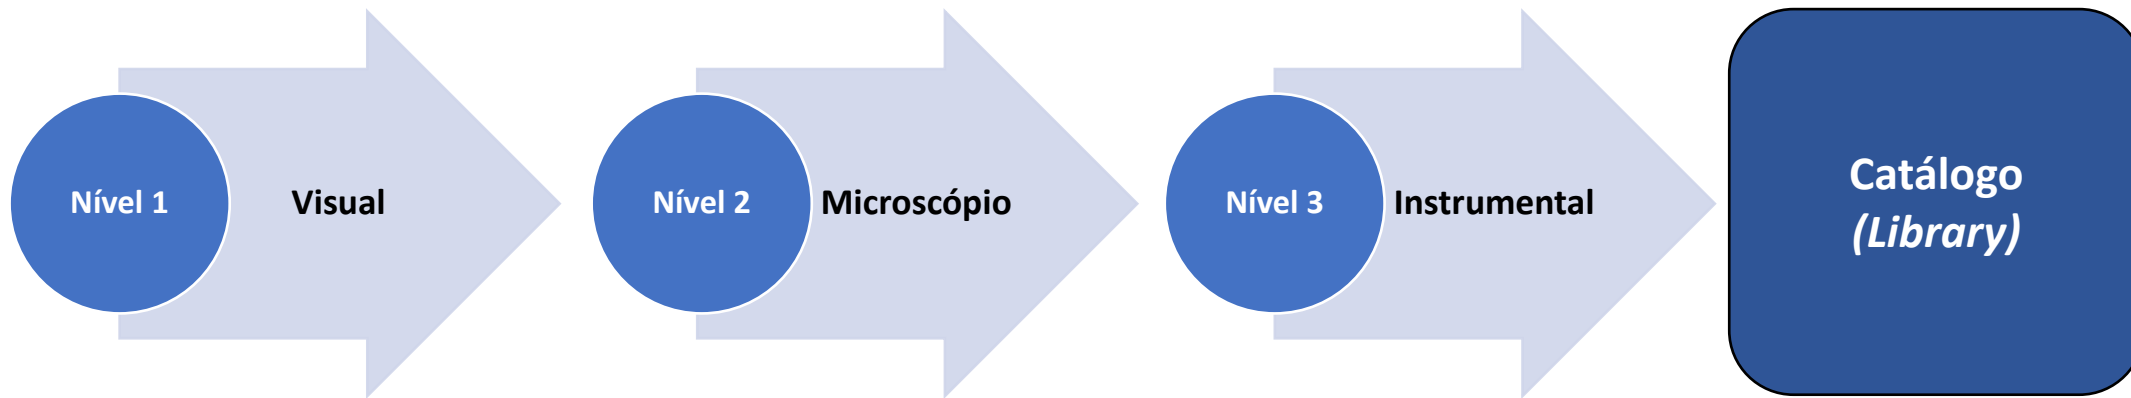 Nível 1
Visual
Nível 2
Microscópio
Nível 3
Instrumental
Catálogo
(Library)